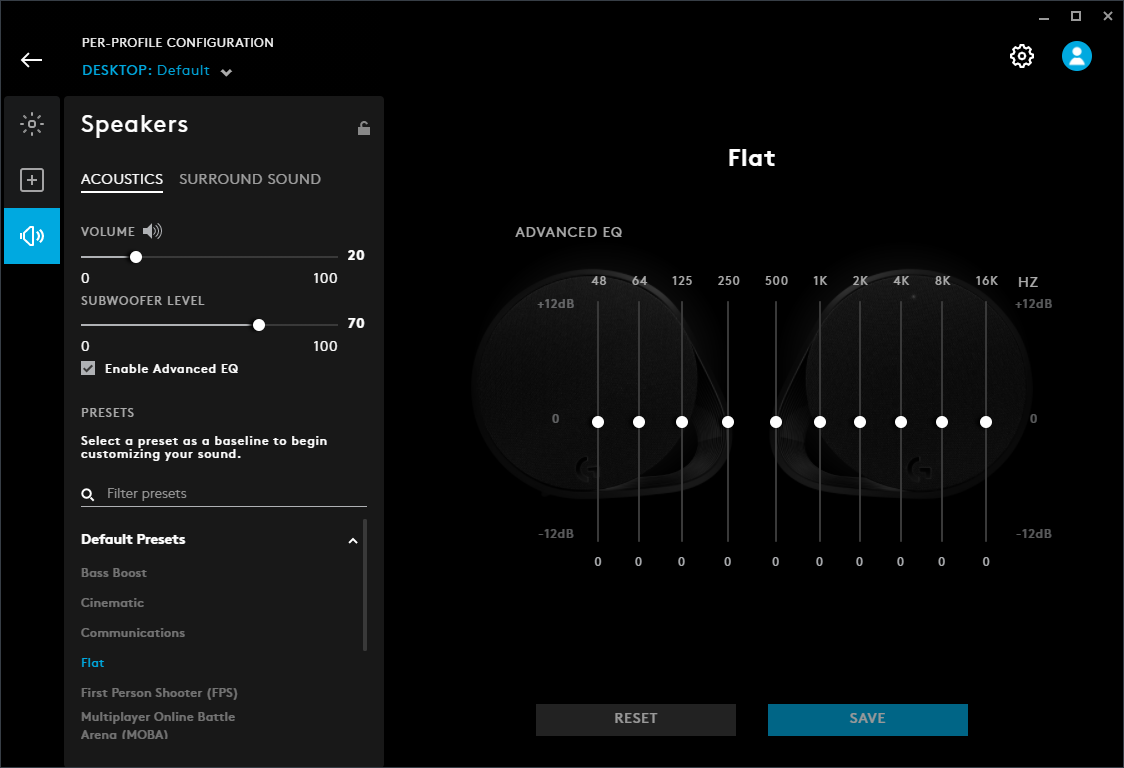 PER-PROFILE CONFIGURATION
DESKTOP: Default
Speakers
ACOUSTICS SURROUND SOUND
VOLUME
20
0 100
SUBWOOFER LEVEL
70
0 100
Enable Advanced EQ
PRESETS
Select a preset as a baseline to begin
customizing your sound.
Filter presets
Default Presets
Bass Boost
Cinematic
Communications
Flat
First Person Shooter (FPS)
Multiplayer Online Battle
Arena (MOBA)
Flat
ADVANCED EQ
48 64 125 250 500 1K 2K 4K 8K 16K HZ
+12dB +12dB
0 0
-12dB -12dB
0 0 0 0 0 0 0 0 0 0
RESET SAVE